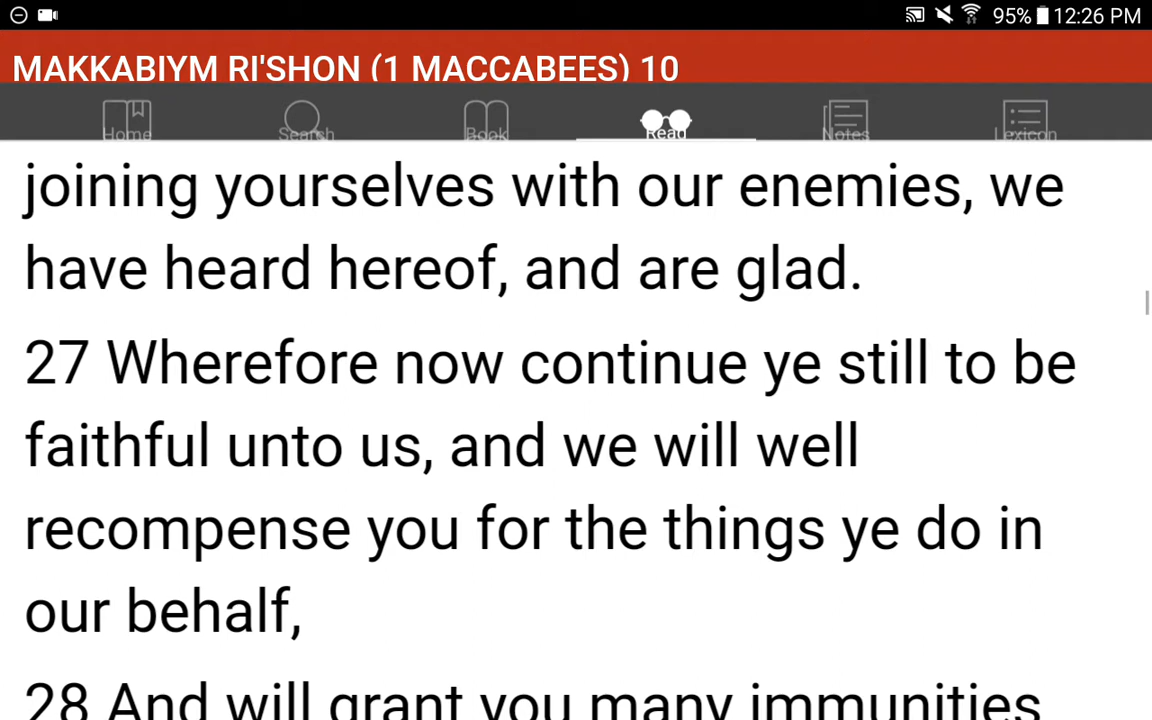 95% 12:26 PM
MAKKABIYM RI'SHON (1 MACCABEES) 10
Home Search Book Read Notes Lexicon
joining yourselves with our enemies, we
have heard hereof, and are glad.
27 Wherefore now continue ye still to be
faithful unto us, and we will well
recompense you for the things ye do in
our behalf,
28 And will grant you many immunities